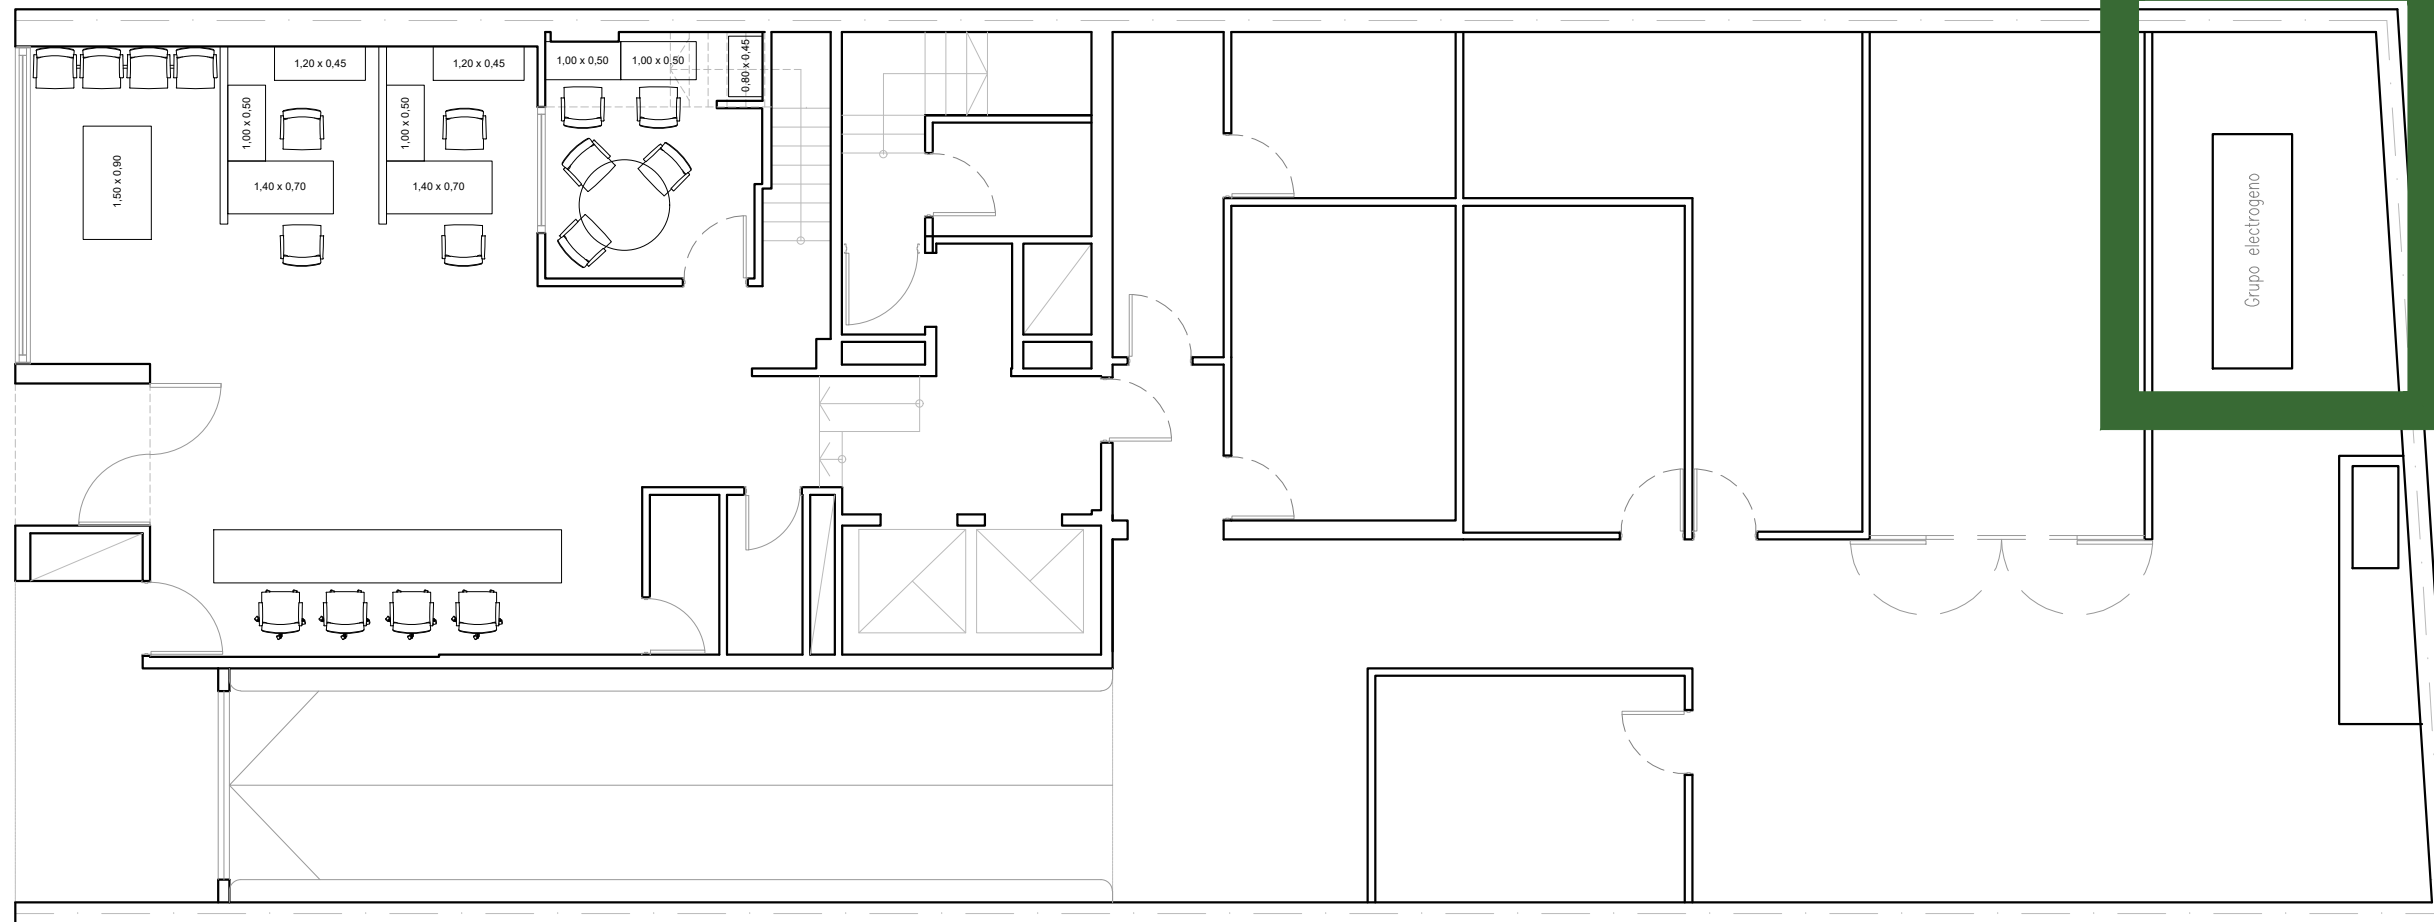 1,20 x 0,45
1,20 x 0,45
1,00 x 0,50
1,00 x 0,50
0,80 x 0,45
1,50 x 0,90
1,00 x 0,50
1,00 x 0,50
1,40 x 0,70
1,40 x 0,70
Grupo electrogeno